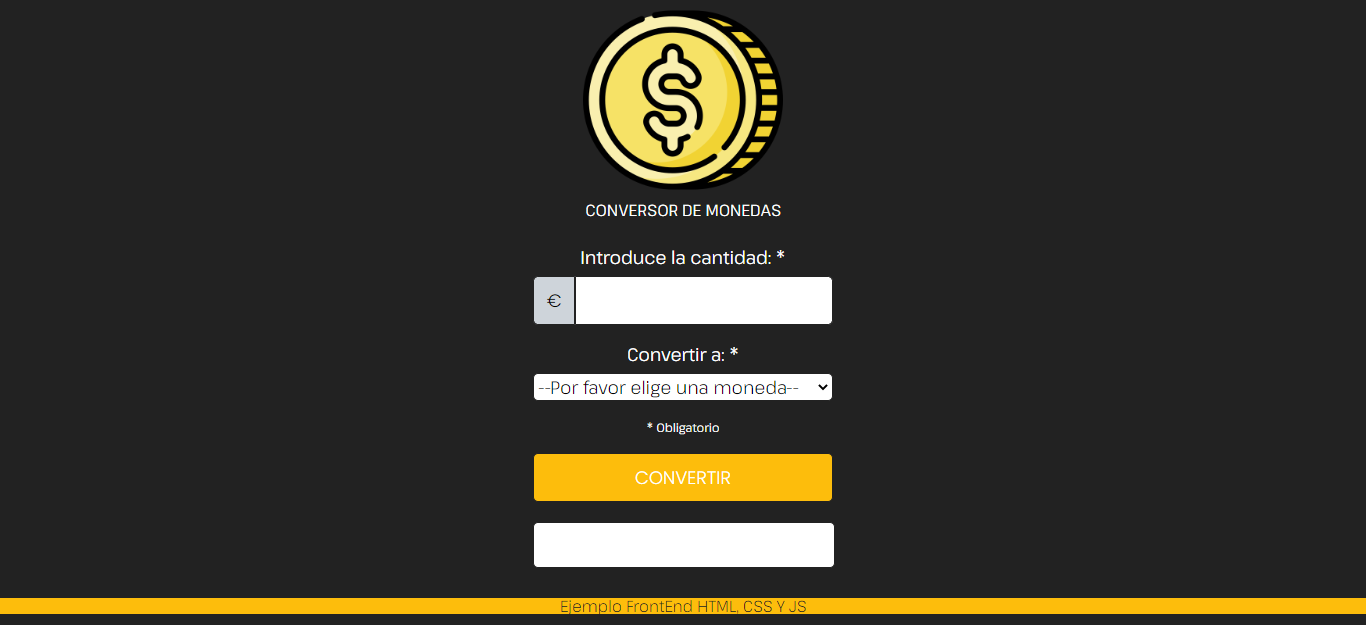 $
CONVERSOR DE MONEDAS
Introduce la cantidad: *
€
Convertir a: *
--Por favor elige una moneda--
* Obligatorio
CONVERTIR
Ejemplo FrontEnd HTML, CSS Y JS